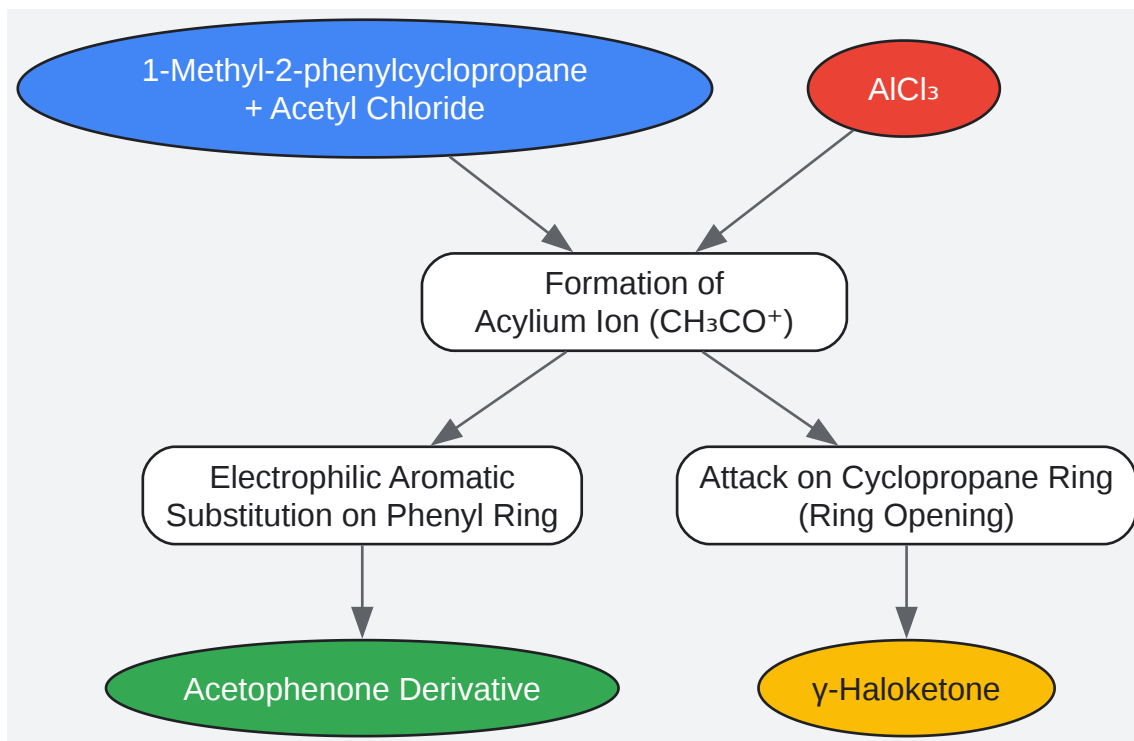 1-Methyl-2-phenylcyclopropane
+ Acetyl Chloride
AlCl₃
Formation of
Acylium Ion (CH₃CO⁺)
Electrophilic Aromatic
Substitution on Phenyl Ring
Attack on Cyclopropane Ring
(Ring Opening)
Acetophenone Derivative
γ-Haloketone